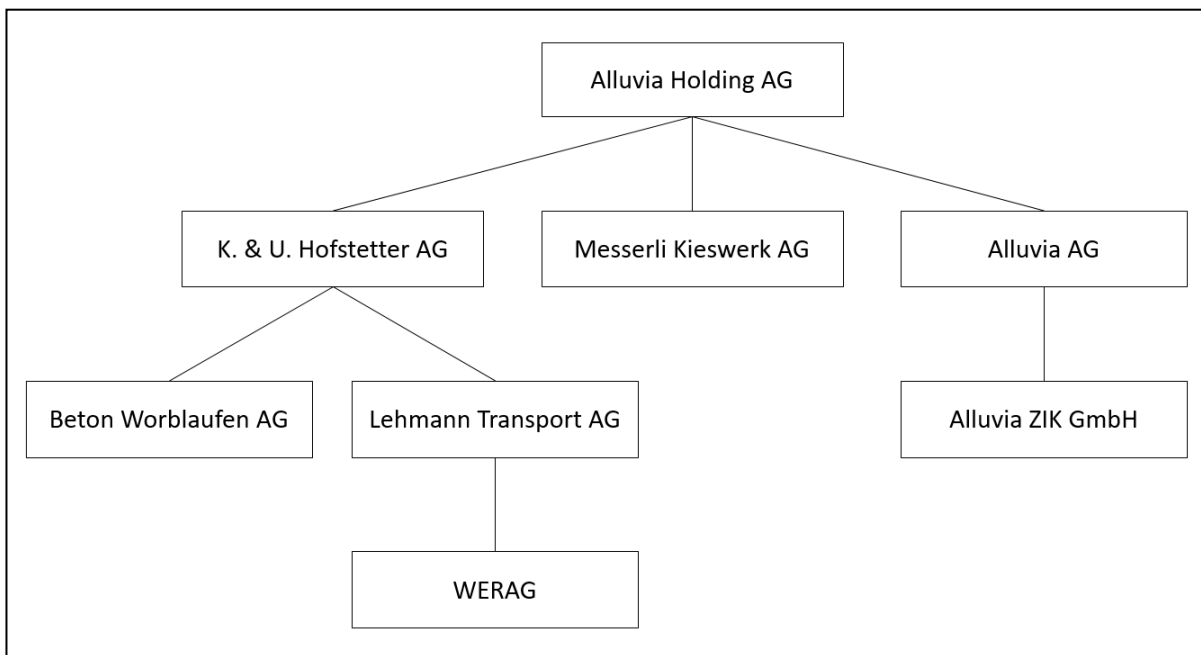 Alluvia Holding AG
K. & U. Hofstetter AG
Messerli Kieswerk AG
Alluvia AG
Beton Worblaufen AG
Lehmann Transport AG
Alluvia ZIK GmbH
WERAG